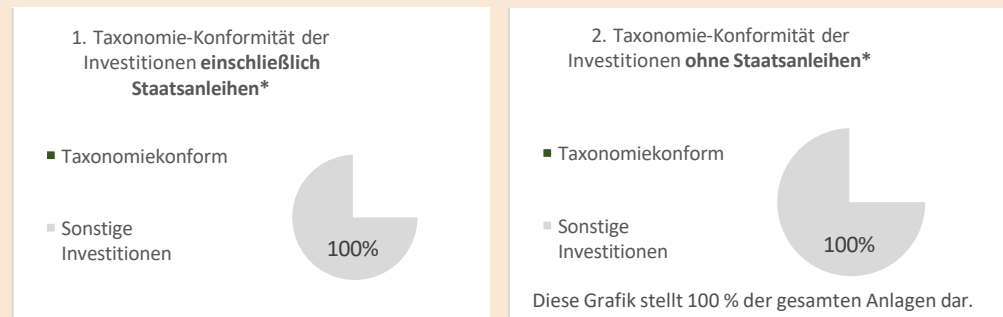 1. Taxonomie-Konformität der
Investitionen einschließlich
Staatsanleihen*
Taxonomiekonform
Sonstige
Investitionen
100%
2. Taxonomie-Konformität der
Investitionen ohne Staatsanleihen*
Taxonomiekonform
Sonstige
Investitionen
100%
Diese Grafik stellt 100 % der gesamten Anlagen dar.